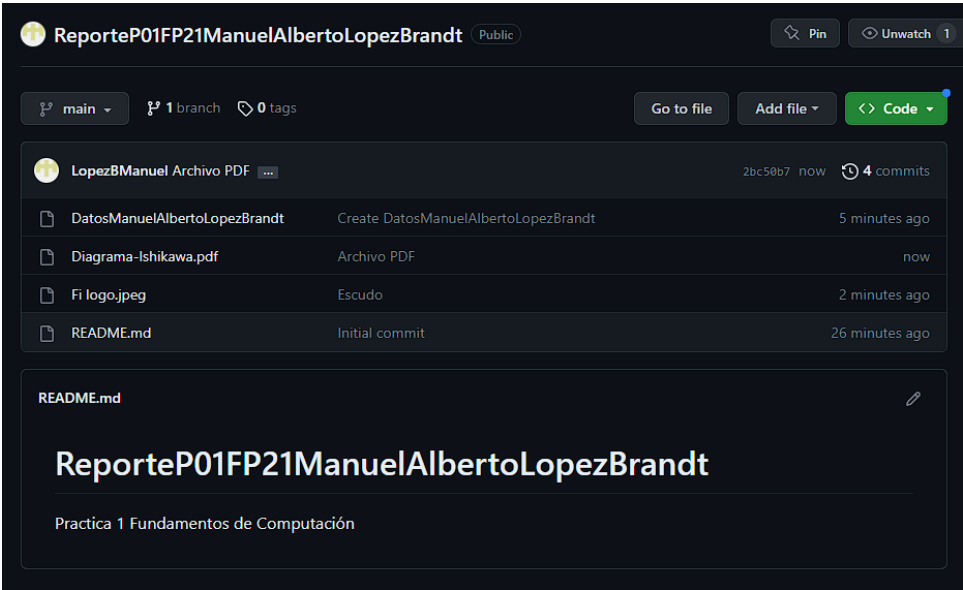 ReporteP01FP21ManuelAlbertoLopezBrandt Public Pin Unwatch 1
main 1 branch 0 tags Go to file Add file <> Code
LopezBManuel Archivo PDF ... 2bc50b7 now 4 commits
DatosManuelAlbertoLopezBrandt Create DatosManuelAlbertoLopezBrandt 5 minutes ago
Diagrama-Ishikawa.pdf Archivo PDF now
Fi logo.jpeg Escudo 2 minutes ago
README.md Initial commit 26 minutes ago
README.md
ReporteP01FP21ManuelAlbertoLopezBrandt
Practica 1 Fundamentos de Computación